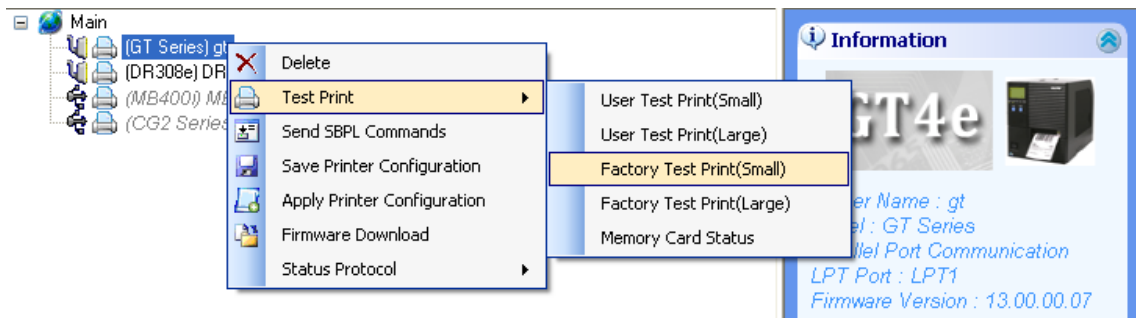 Main
(GT Series) gt
(DR308e) DR
(MB400i)
(CG2 Series
Delete
Test Print
Send SBPL Commands
Save Printer Configuration
Apply Printer Configuration
Firmware Download
Status Protocol
User Test Print(Small)
User Test Print(Large)
Factory Test Print(Small)
Factory Test Print(Large)
Memory Card Status
Information
GT4e
er Name : gt
el : GT Series
llel Port Communication
LPT Port : LPT1
Firmware Version : 13.00.00.07